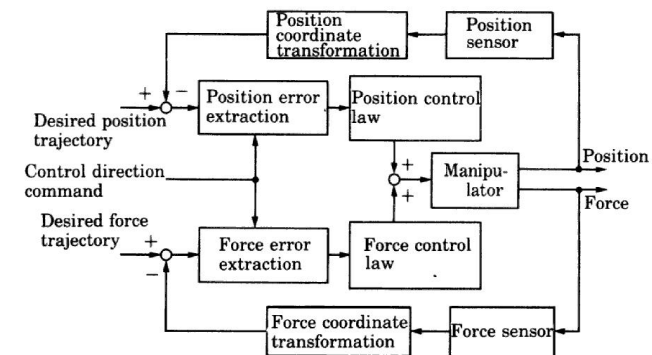 Position
coordinate
transformation
Position
sensor
+
−
Desired position
trajectory
Position error
extraction
Position control
law
Control direction
command
+
+
Manipu-
lator
Position
Force
Desired force
trajectory
+
−
Force error
extraction
Force control
law
Force coordinate
transformation
Force sensor